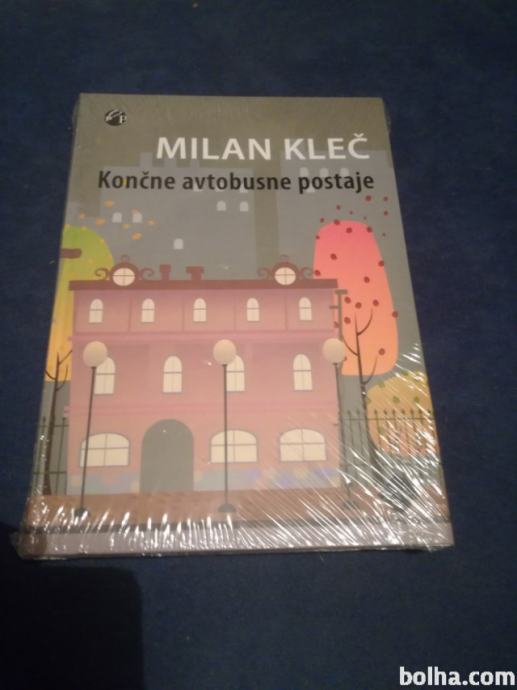 MILAN KLEČ
Končne avtobusne postaje
bolha.com